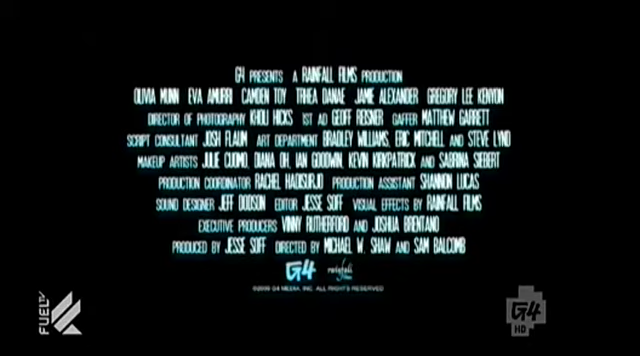 G4 PRESENTS A RAINFALL FILMS PRODUCTION
OLIVIA MUNN EVA AMURRI CAMDEN TOY TRHEA DANAE JAMIE ALEXANDER GREGORY LEE KENYON
DIRECTOR OF PHOTOGRAPHY KHOU HICKS 1ST AD GEOFF REISNER GAFFER MATTHEW GARRETT
SCRIPT CONSULTANT JOSH FLAUM ART DEPARTMENT BRADLEY WILLIAMS, ERIC MITCHELL AND STEVE LYND
MAKEUP ARTISTS JULIE CUOMO, DIANA OH, IAN GOODWIN, KEVIN KIRKPATRICK AND SABRINA SIEBERT
PRODUCTION COORDINATOR RACHEL HADISURJO PRODUCTION ASSISTANT SHANNON LUCAS
SOUND DESIGNER JEFF DODSON EDITOR JESSE SOFF VISUAL EFFECTS BY RAINFALL FILMS
EXECUTIVE PRODUCERS VINNY RUTHERFORD AND JOSHUA BRENTANO
PRODUCED BY JESSE SOFF DIRECTED BY MICHAEL W. SHAW AND SAM BALCOMB
G4 rainfall films
G4 MEDIA, INC. ALL RIGHTS RESERVED
FUEL TV
G4
HD